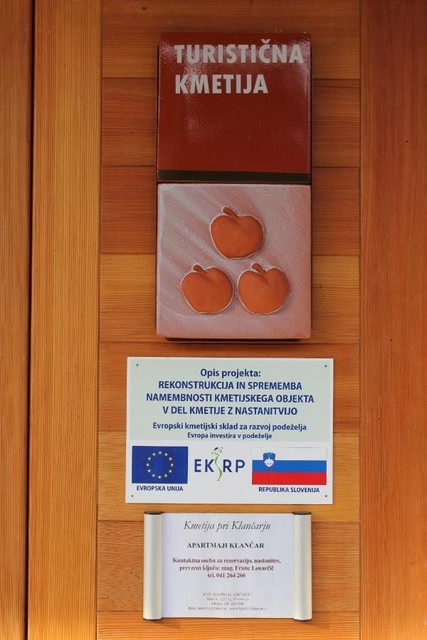 TURISTIČNA
KMETIJA
Opis projekta:
REKONSTRUKCIJA IN SPREMEMBA
NAMEMBNOSTI KMETIJSKEGA OBJEKTA
V DEL KMETIJE Z NASTANITVIJO
Evropski kmetijski sklad za razvoj podeželja
Evropa investira v podeželje
EKSRP
EVROPSKA UNIJA
REPUBLIKA SLOVENIJA
Kmetija pri Klančarju
APARTMAJI KLANČAR
Kontaktna oseba za rezervacijo, nastanitev,
prevzem ključa: mag. Franc Lenarčič
tel. 041 264 266